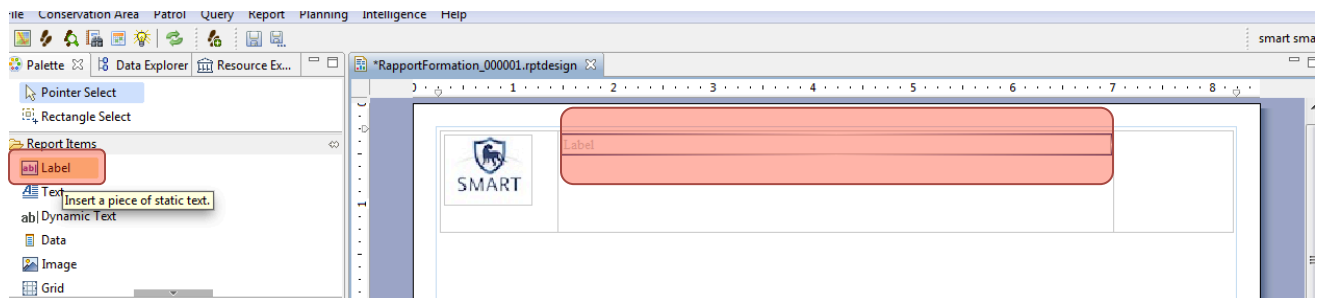 File Conservation Area Patrol Query Report Planning Intelligence Help
smart sma
Palette Data Explorer Resource Ex... *RapportFormation_000001.rptdesign
Pointer Select
0 1 2 3 4 5 6 7 8
Rectangle Select
Report Items
Label
Label
SMART
Text
Insert a piece of static text.
1
ab| Dynamic Text
Data
Image
Grid